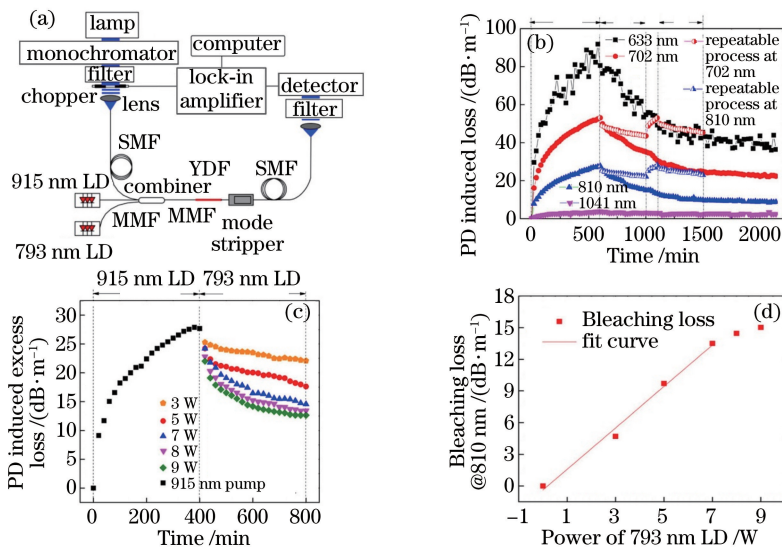 (a)
lamp
monochromator
filter
chopper
lens
computer
lock-in
amplifier
detector
filter
SMF
YDF
SMF
915 nm LD
combiner
MMF
MMF
mode
stripper
793 nm LD
(b)
PD induced loss /(dB·m⁻¹)
100
80
60
40
20
0
633 nm
702 nm
repeatable
process at
702 nm
repeatable
process at
810 nm
810 nm
1041 nm
0
500
1000
1500
2000
Time /min
915 nm LD
793 nm LD
(c)
PD induced excess
loss /(dB·m⁻¹)
30
25
20
15
10
5
0
3 W
5 W
7 W
8 W
9 W
915 nm pump
0
200
400
600
800
Time /min
(d)
Bleaching loss
@810 nm /(dB·m⁻¹)
18
15
12
9
6
3
0
Bleaching loss
fit curve
−1
1
3
5
7
9
Power of 793 nm LD /W